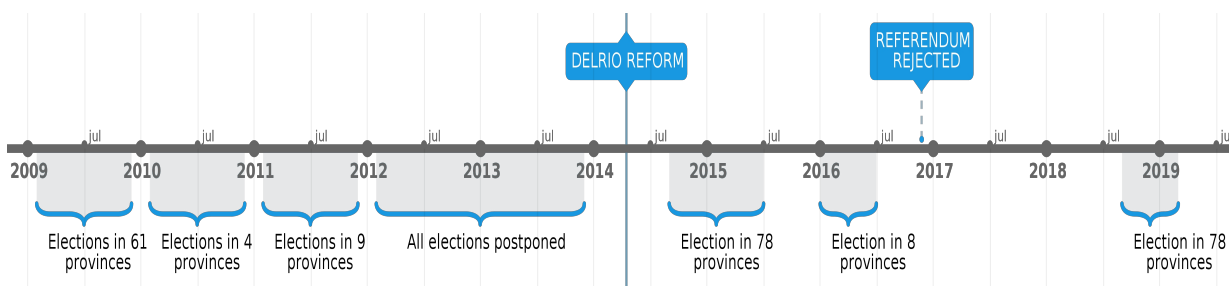 DELRIO REFORM
REFERENDUM
REJECTED
jul jul jul jul jul jul jul jul jul jul ju
2009 2010 2011 2012 2013 2014 2015 2016 2017 2018 2019
Elections in 61
provinces
Elections in 4
provinces
Elections in 9
provinces
All elections postponed
Election in 78
provinces
Election in 8
provinces
Election in 78
provinces